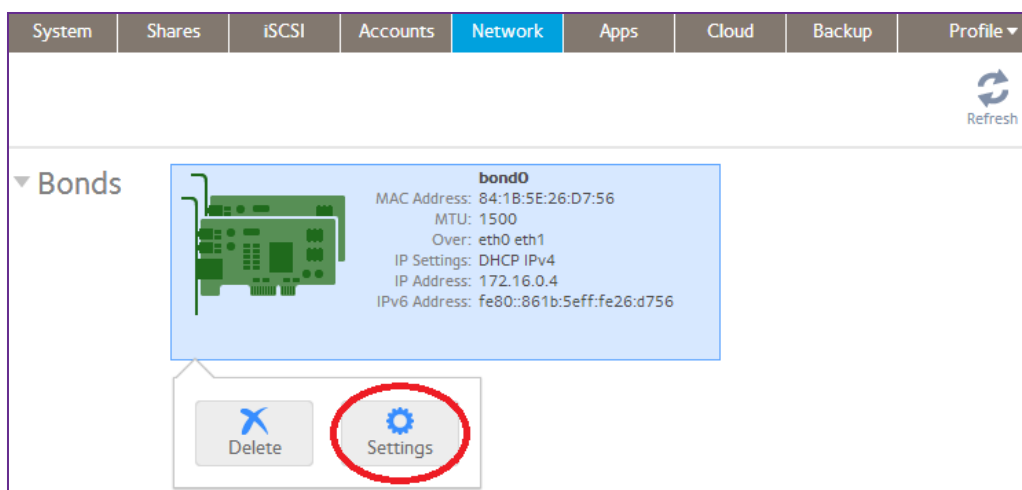 System Shares iSCSI Accounts Network Apps Cloud Backup Profile ▾
Refresh
Bonds
bond0
MAC Address: 84:1B:5E:26:D7:56
MTU: 1500
Over: eth0 eth1
IP Settings: DHCP IPv4
IP Address: 172.16.0.4
IPv6 Address: fe80::861b:5eff:fe26:d756
Delete Settings